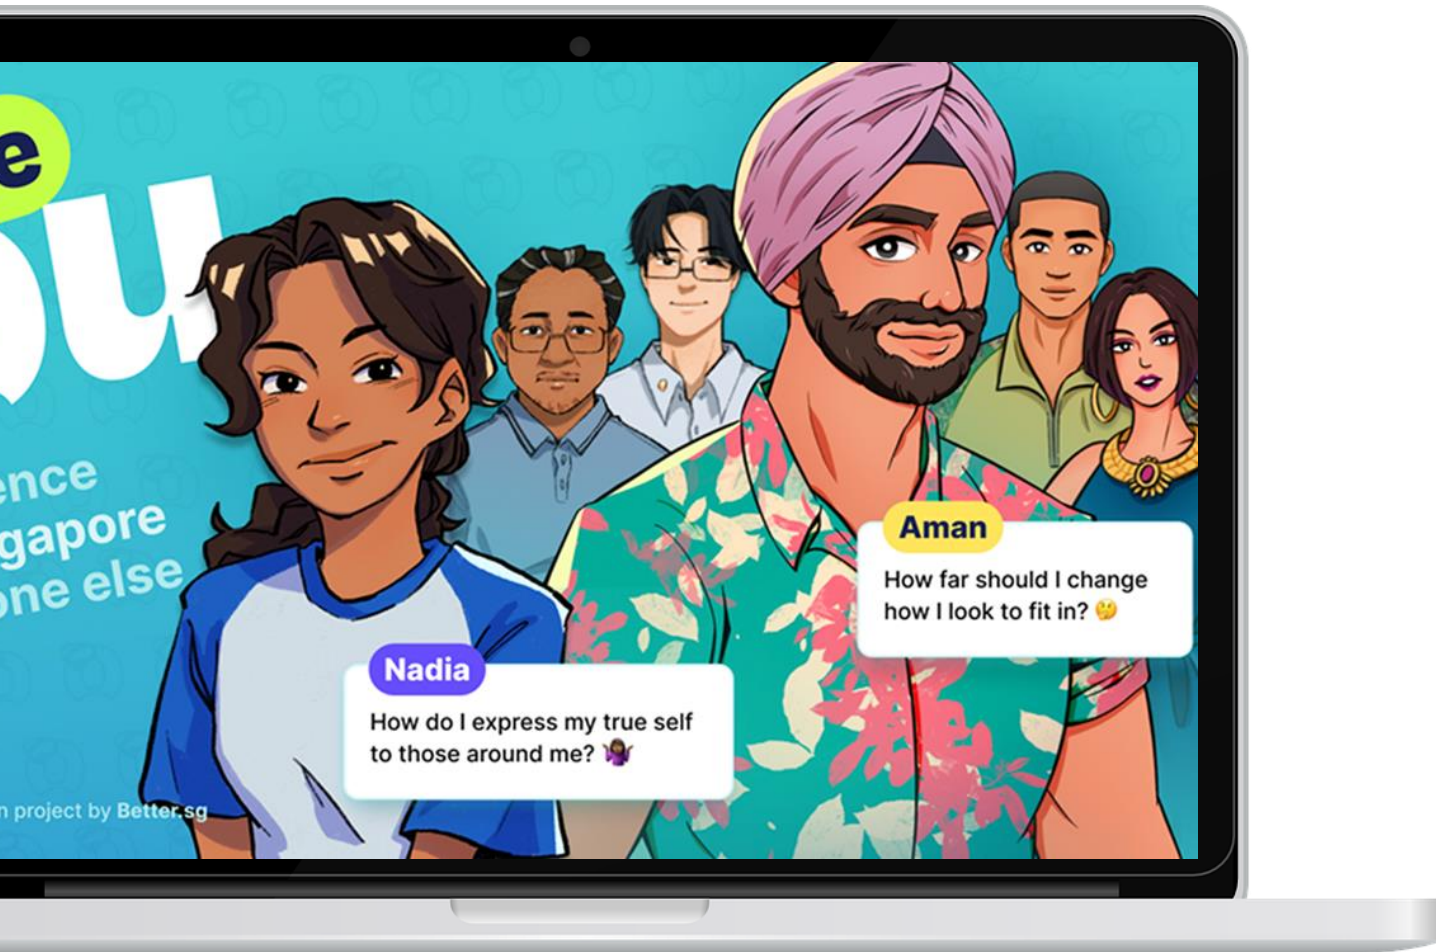 e
ou
ence
gapore
one else
Aman
How far should I change
how I look to fit in? 🤔
Nadia
How do I express my true self
to those around me? 🤷🏾‍♀️
n project by Better.sg